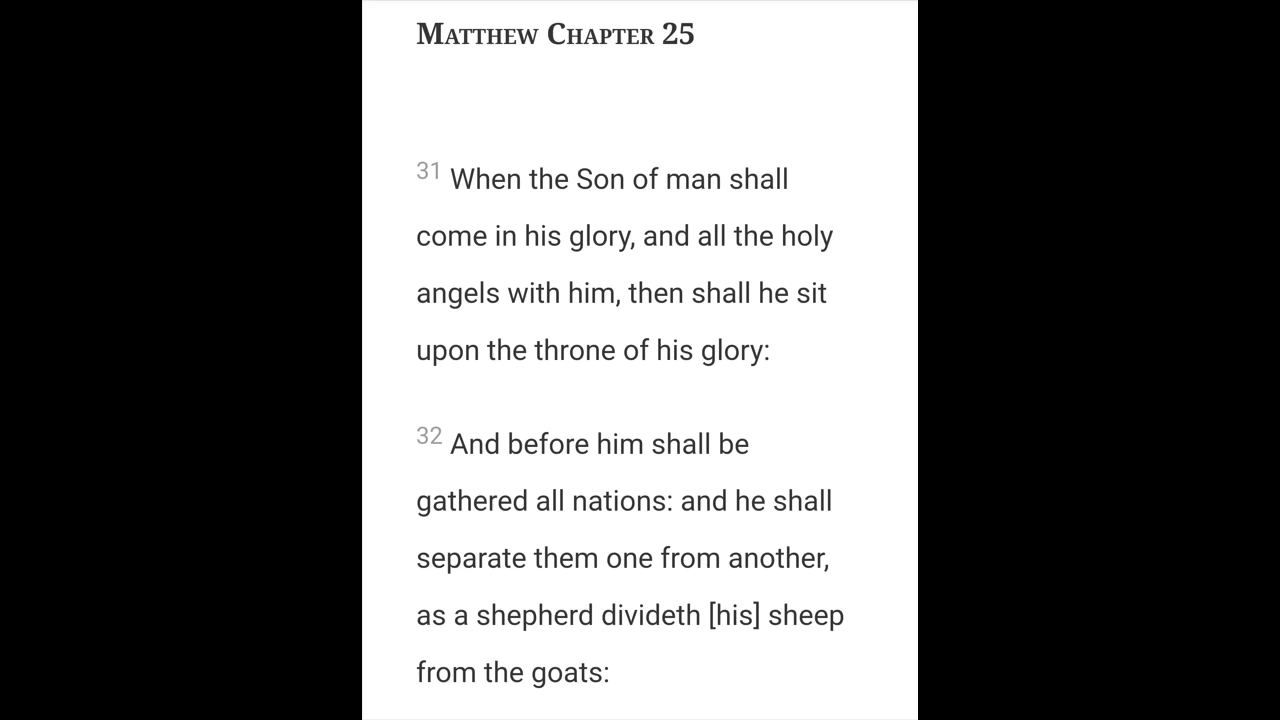 Matthew Chapter 25
31 When the Son of man shall
come in his glory, and all the holy
angels with him, then shall he sit
upon the throne of his glory:
32 And before him shall be
gathered all nations: and he shall
separate them one from another,
as a shepherd divideth [his] sheep
from the goats: